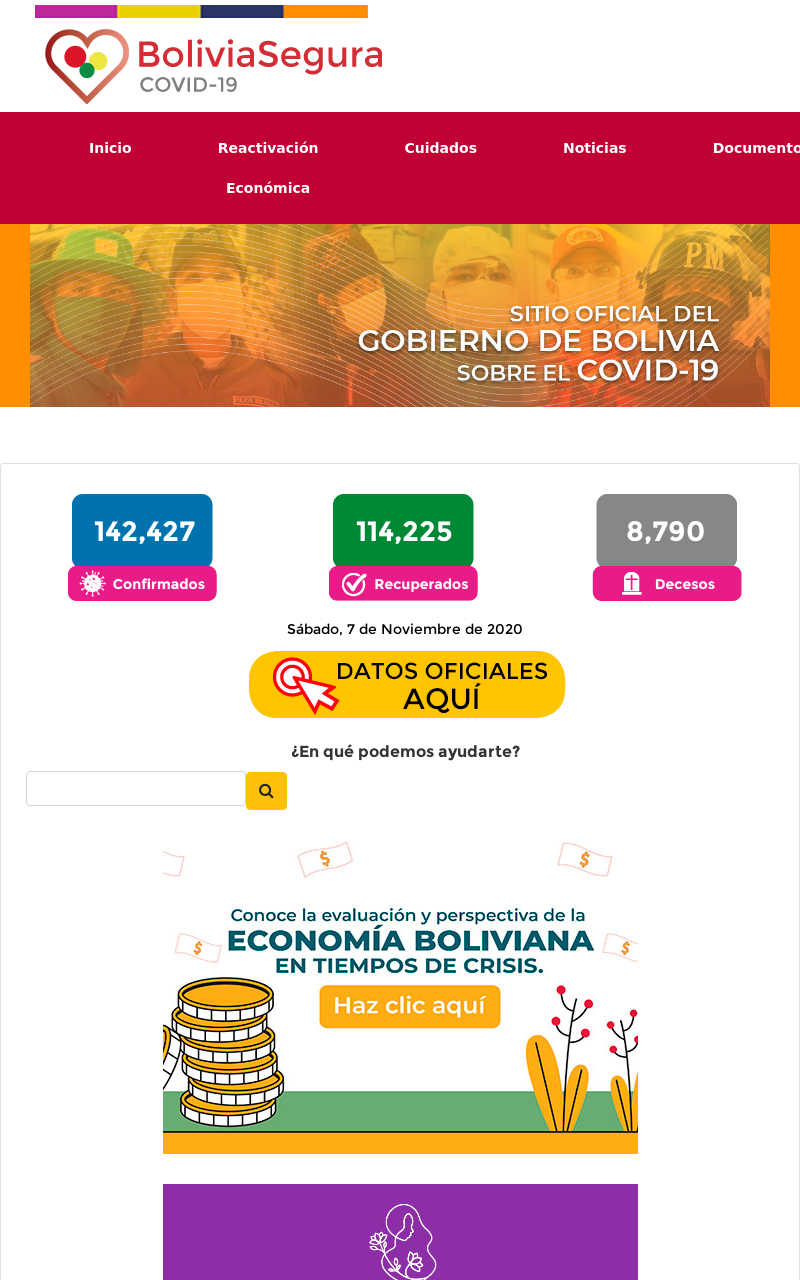 BoliviaSegura
COVID-19
Inicio
Reactivación
Económica
Cuidados
Noticias
Documento
PM
SITIO OFICIAL DEL
GOBIERNO DE BOLIVIA
SOBRE EL COVID-19
142,427
Confirmados
114,225
Recuperados
8,790
Decesos
Sábado, 7 de Noviembre de 2020
DATOS OFICIALES
AQUÍ
¿En qué podemos ayudarte?
$ $
Conoce la evaluación y perspectiva de la
$ ECONOMÍA BOLIVIANA $
EN TIEMPOS DE CRISIS.
Haz clic aquí